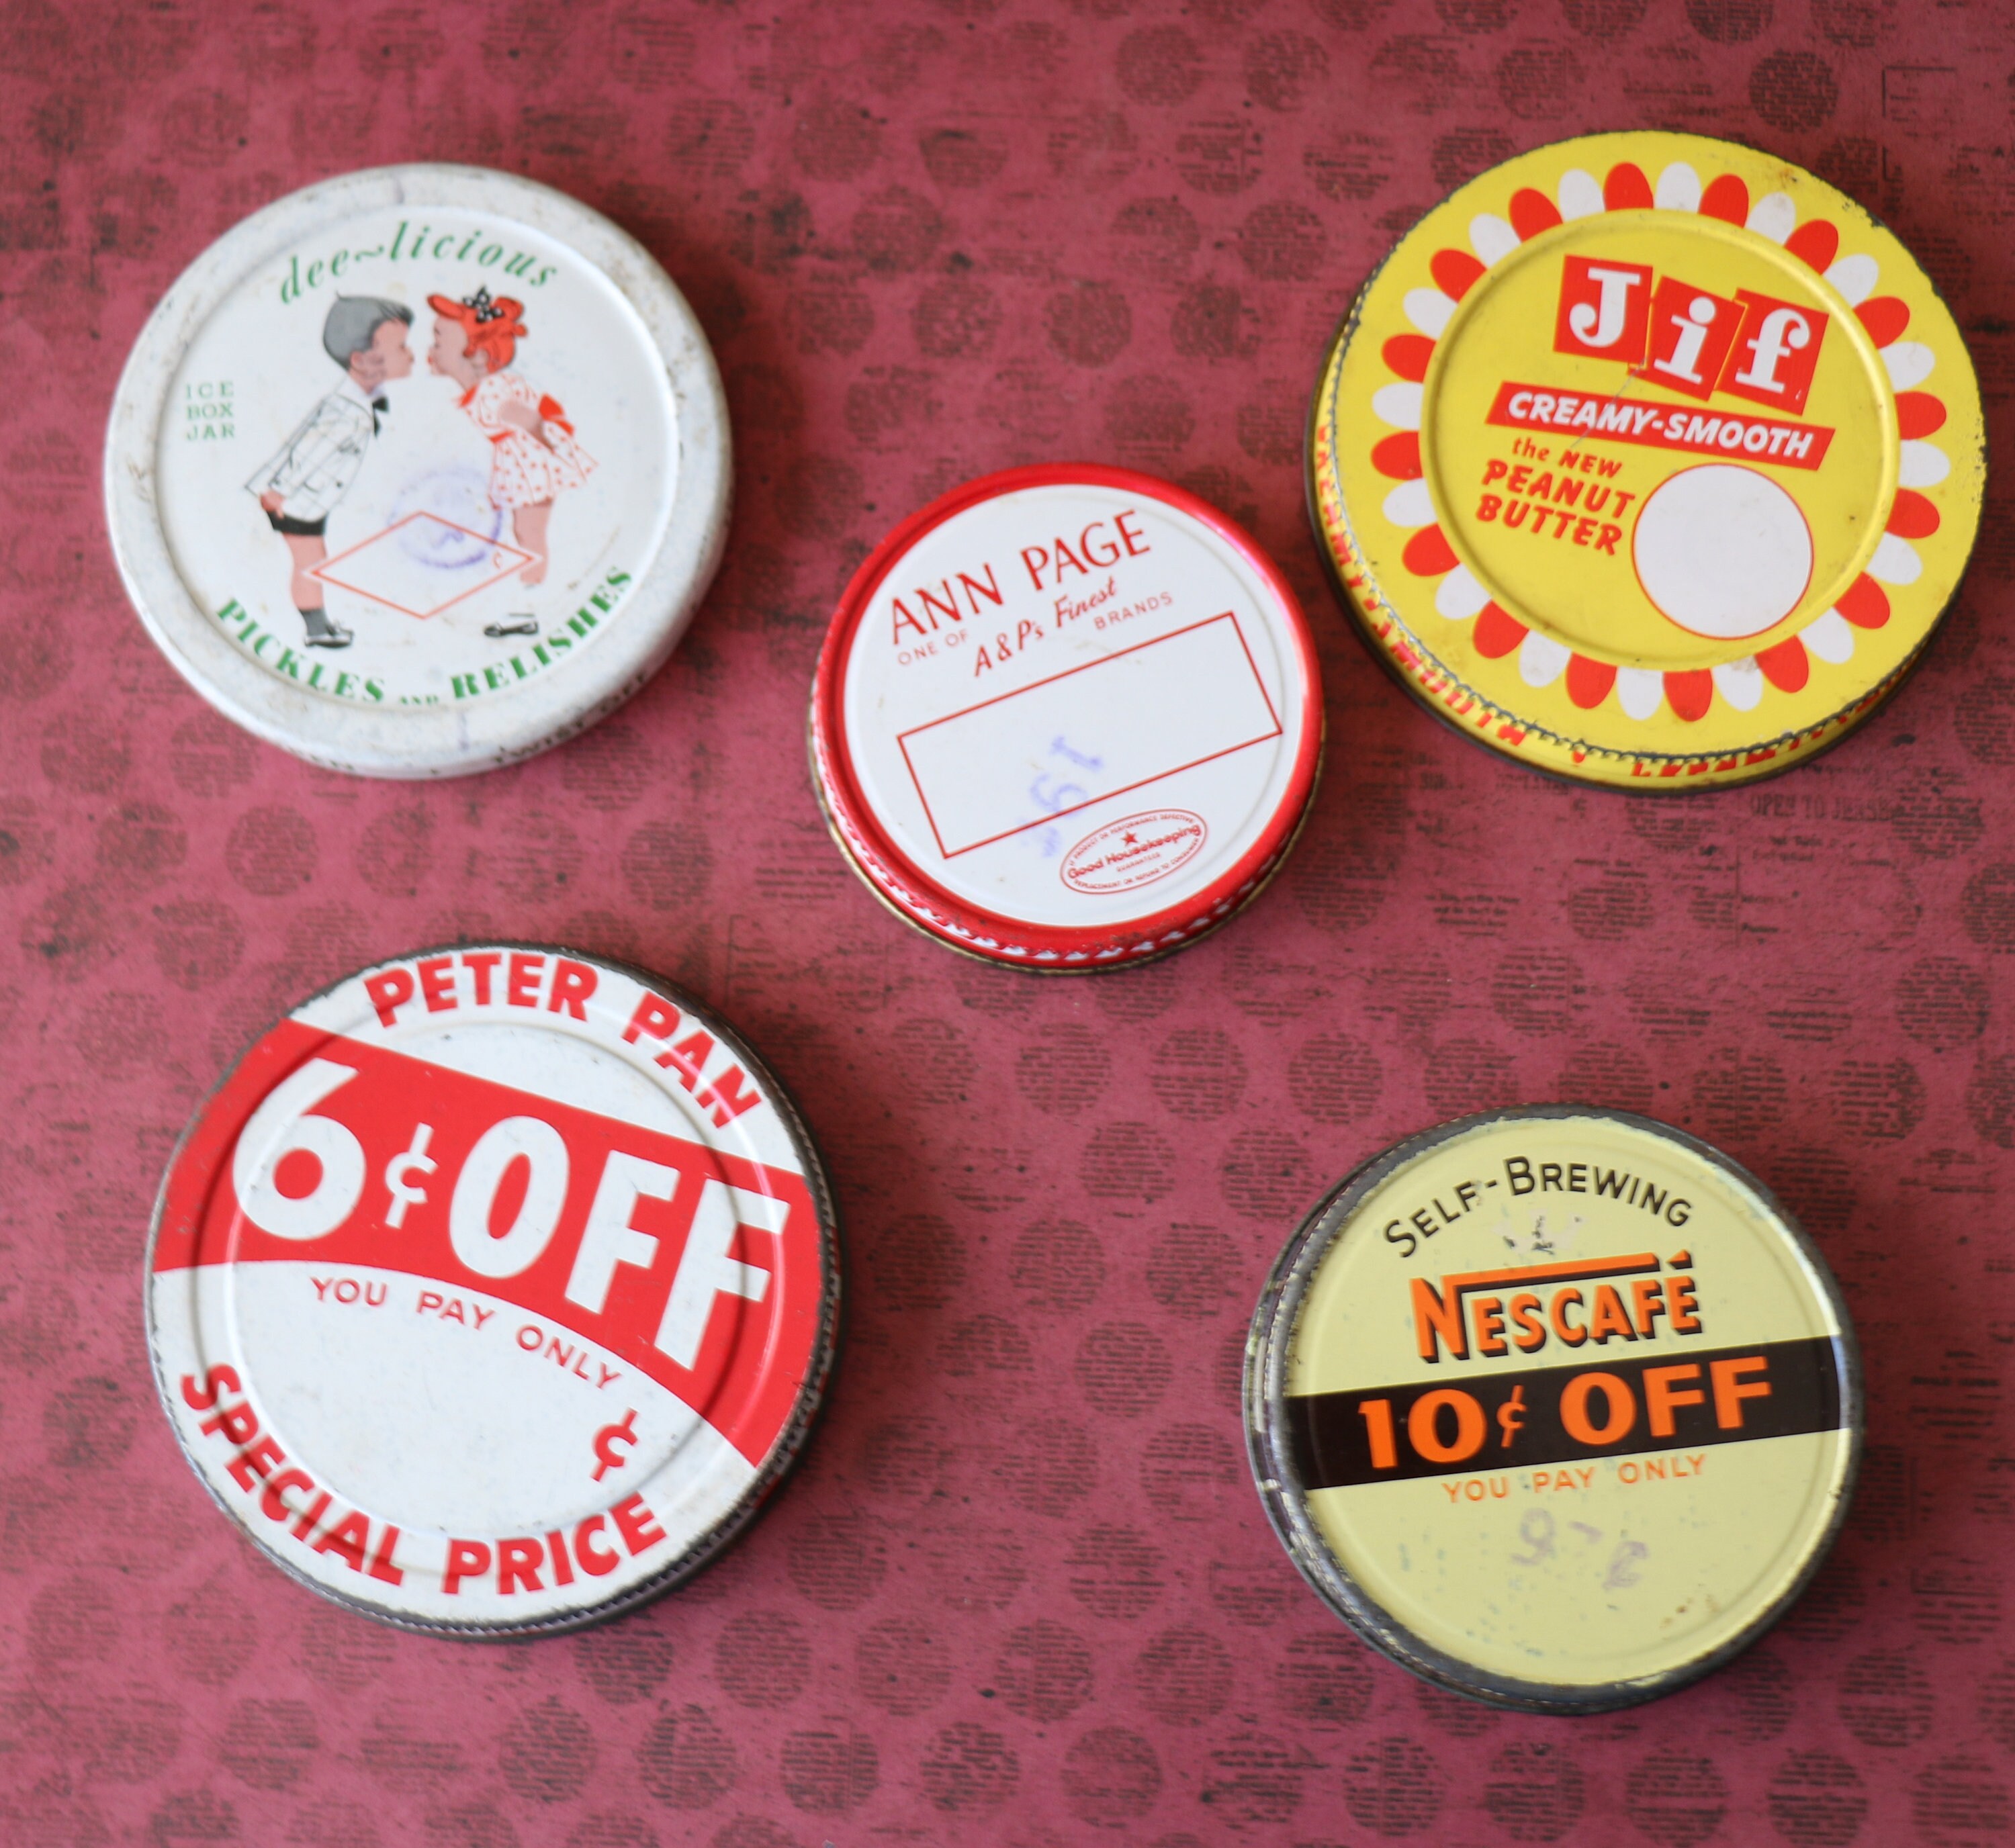 dee~licious
ICE
BOX
JAR
PICKLES AND RELISHES
Jif
CREAMY-SMOOTH
the NEW
PEANUT
BUTTER
ANN PAGE
ONE OF A&P's Finest BRANDS
19
Good Housekeeping
GUARANTEES
PETER PAN
6¢ OFF
YOU PAY ONLY
¢
SPECIAL PRICE
SELF-BREWING
NESCAFÉ
10¢ OFF
YOU PAY ONLY